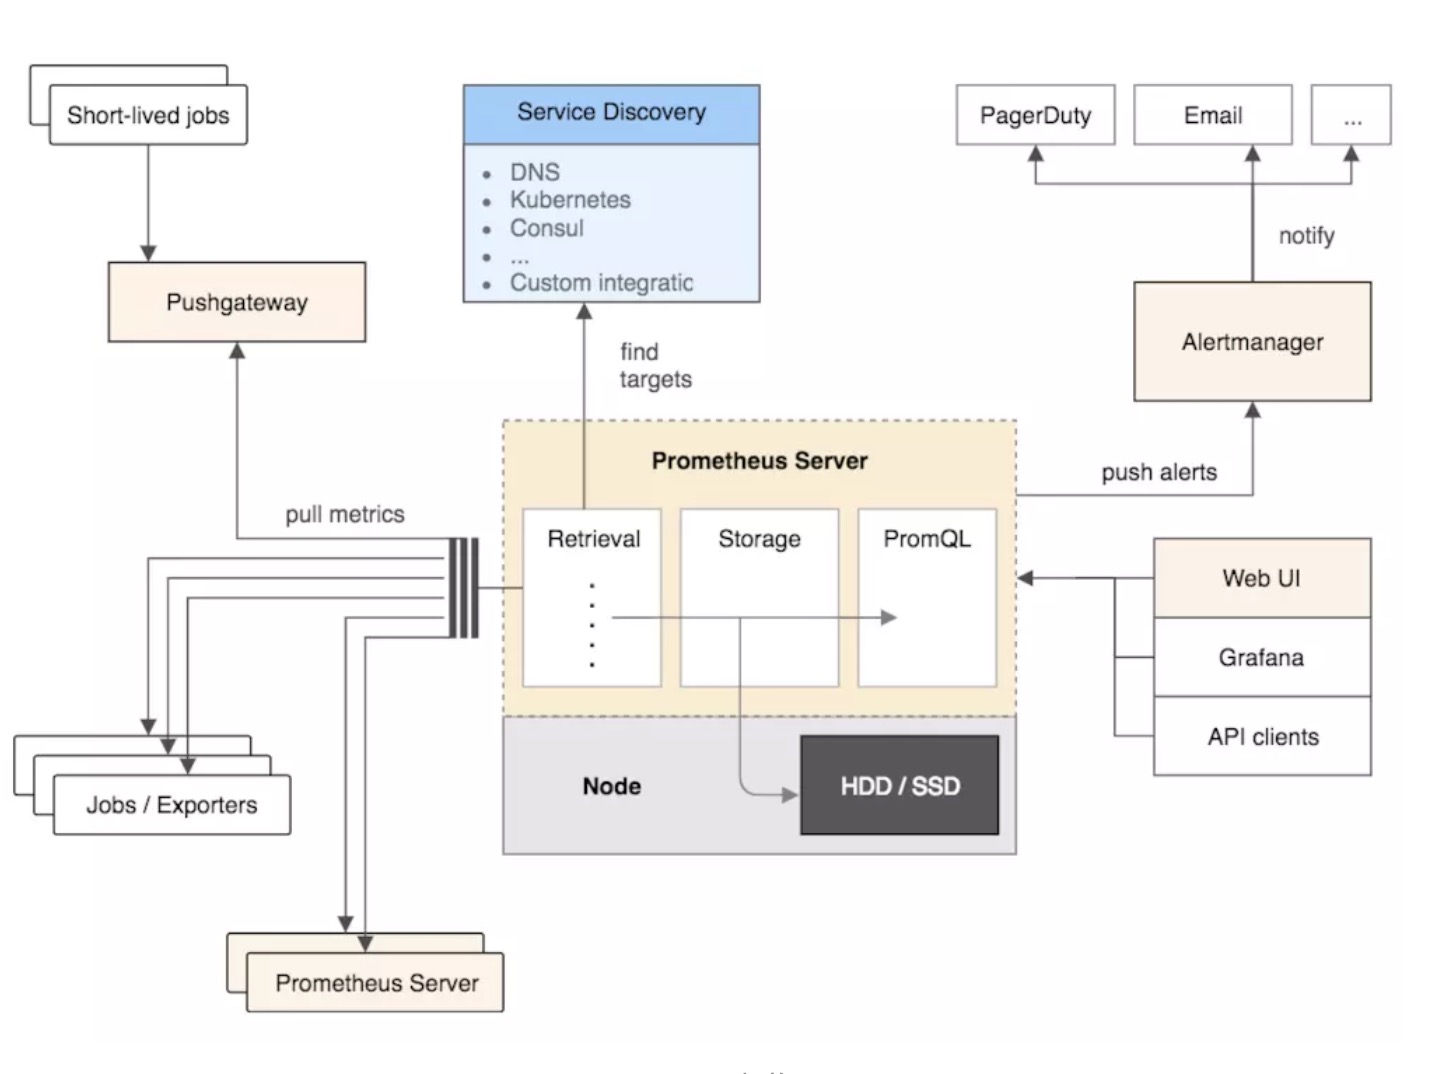 Short-lived jobs
Service Discovery
• DNS
• Kubernetes
• Consul
• ...
• Custom integratic
PagerDuty
Email
...
notify
Pushgateway
Alertmanager
find
targets
Prometheus Server
push alerts
pull metrics
Retrieval
Storage
PromQL
Web UI
Grafana
API clients
Node
HDD / SSD
Jobs / Exporters
Prometheus Server